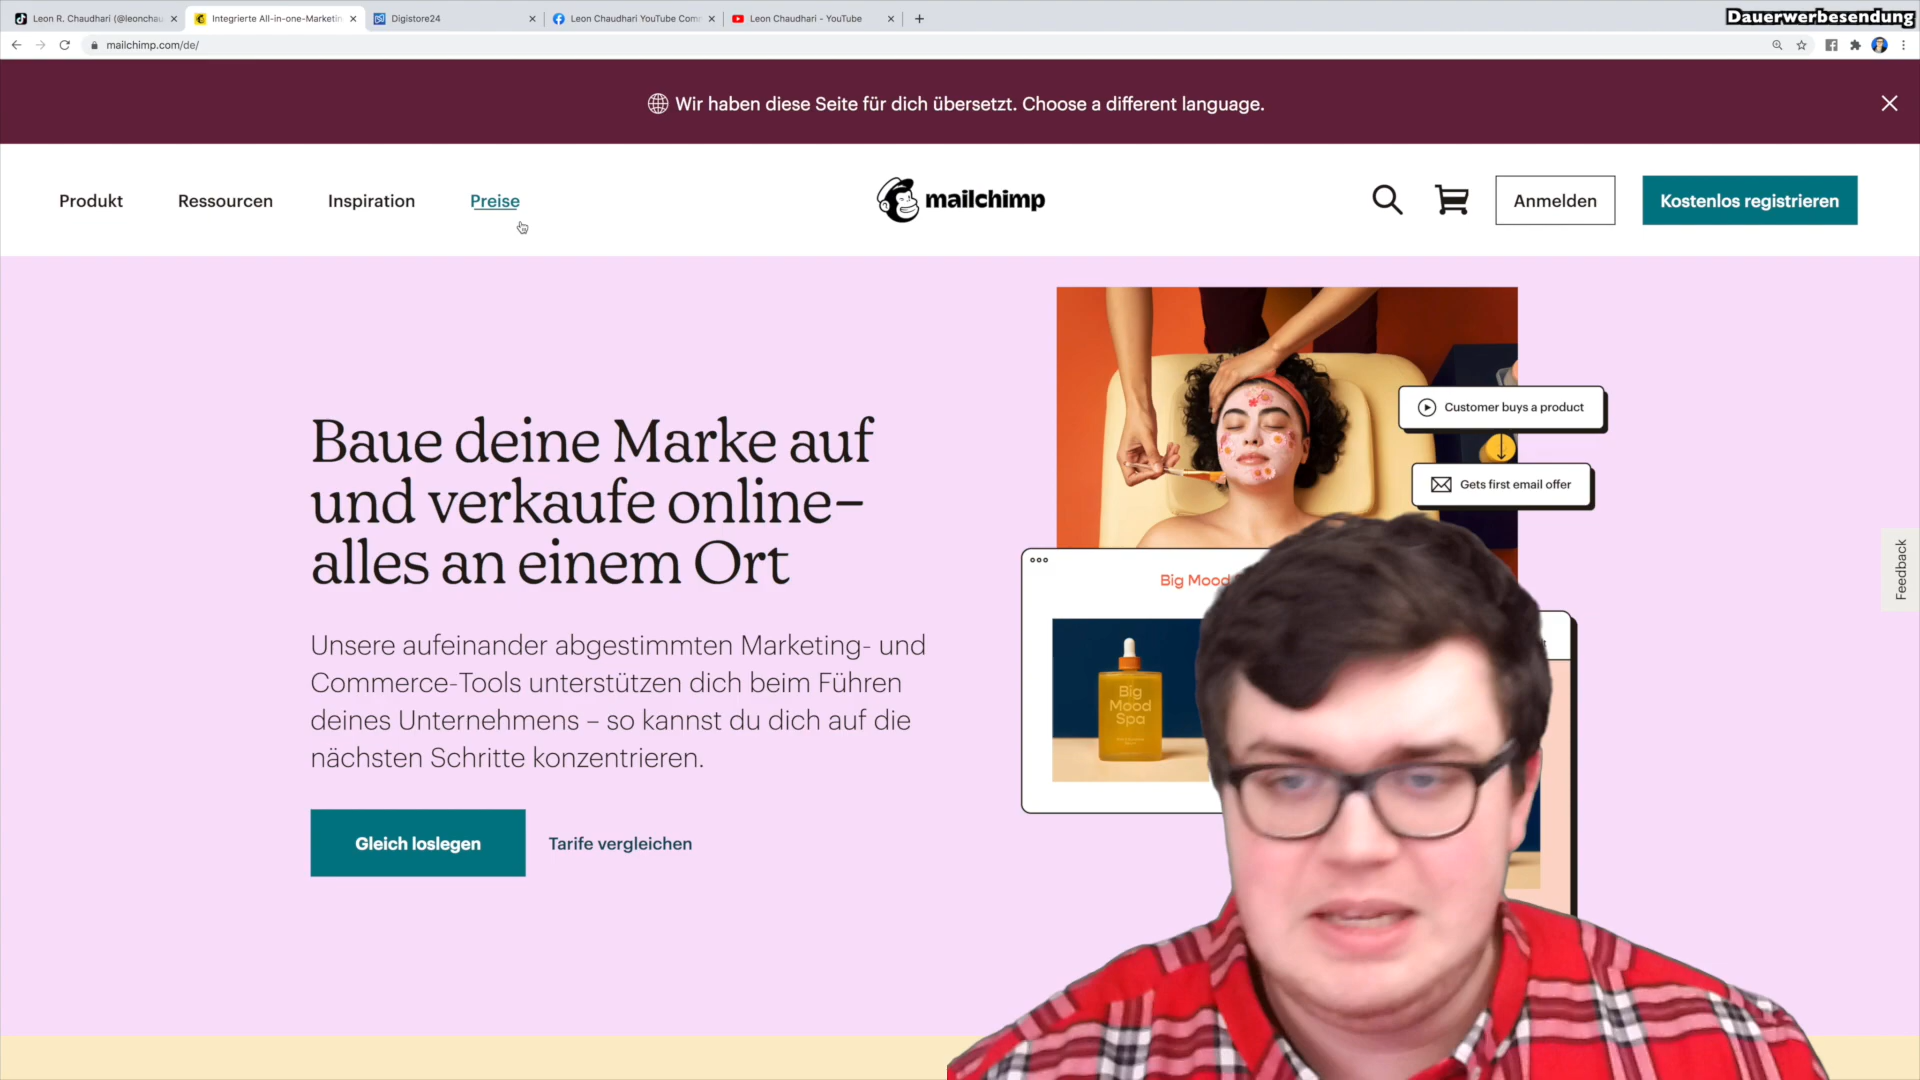 Dauerwerbesendung
Leon R. Chaudhari (@leonchau
Integrierte All-in-one-Marketin
Digistore24
Leon Chaudhari YouTube Com
Leon Chaudhari - YouTube
mailchimp.com/de/
Wir haben diese Seite für dich übersetzt. Choose a different language.
Produkt
Ressourcen
Inspiration
Preise
mailchimp
Anmelden
Kostenlos registrieren
Customer buys a product
Gets first email offer
Baue deine Marke auf
und verkaufe online–
alles an einem Ort
Feedback
Big Mood
Unsere aufeinander abgestimmten Marketing- und
Commerce-Tools unterstützen dich beim Führen
deines Unternehmens – so kannst du dich auf die
nächsten Schritte konzentrieren.
Big
Mood
Spa
Gleich loslegen
Tarife vergleichen